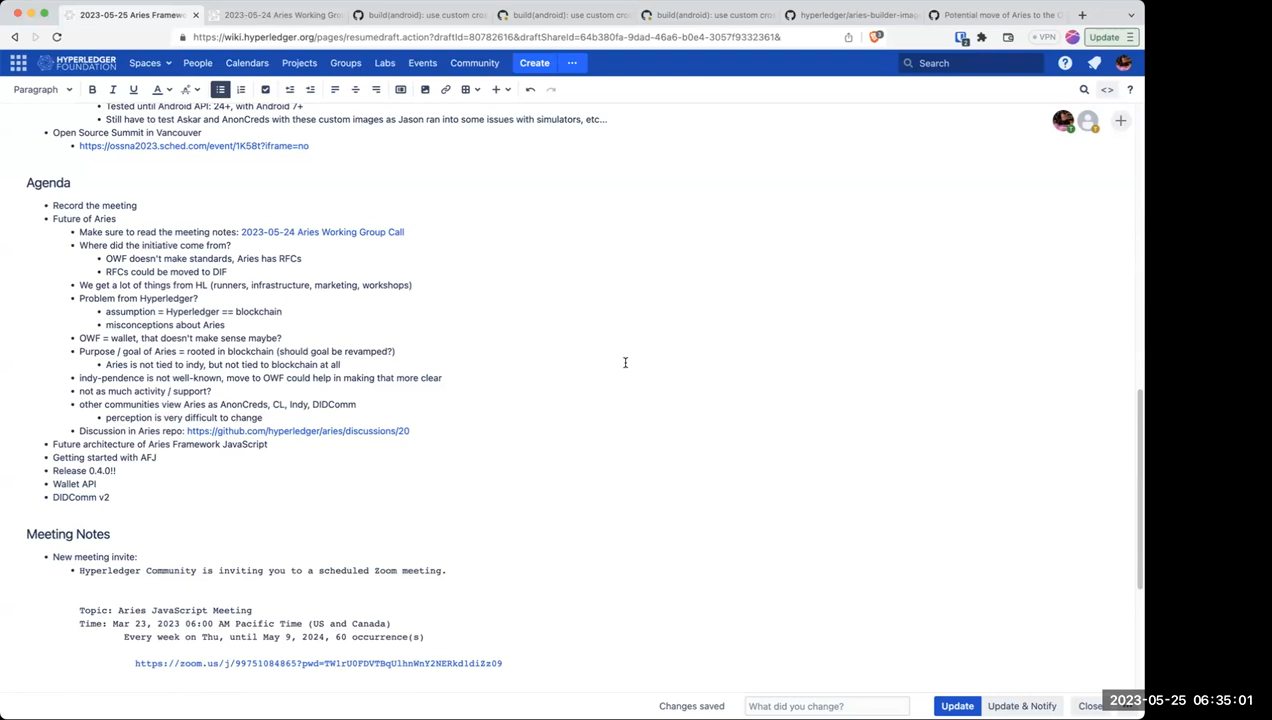 2023-05-25 Aries Framew
2023-05-24 Aries Working Gro
build(android): use custom cro
build(android): use custom cro
build(android): use custom cro
hyperledger/aries-builder-imag
Potential move of Aries to the O
https://wiki.hyperledger.org/pages/resumedraft.action?draftId=80782616&draftShareId=64b380fa-9dad-46a6-b0e4-3057f9332361&
VPN
Update
HYPERLEDGER FOUNDATION
Spaces
People
Calendars
Projects
Groups
Labs
Events
Community
Create
Search
Paragraph
Tested until Android API: 24+, with Android 7+
Still have to test Askar and AnonCreds with these custom images as Jason ran into some issues with simulators, etc...
Open Source Summit in Vancouver
https://ossna2023.sched.com/event/1K58t?iframe=no
Agenda
Record the meeting
Future of Aries
Make sure to read the meeting notes: 2023-05-24 Aries Working Group Call
Where did the initiative come from?
OWF doesn't make standards, Aries has RFCs
RFCs could be moved to DIF
We get a lot of things from HL (runners, infrastructure, marketing, workshops)
Problem from Hyperledger?
assumption = Hyperledger == blockchain
misconceptions about Aries
OWF = wallet, that doesn't make sense maybe?
Purpose / goal of Aries = rooted in blockchain (should goal be revamped?)
Aries is not tied to indy, but not tied to blockchain at all
indy-pendence is not well-known, move to OWF could help in making that more clear
not as much activity / support?
other communities view Aries as AnonCreds, CL, Indy, DIDComm
perception is very difficult to change
Discussion in Aries repo: https://github.com/hyperledger/aries/discussions/20
Future architecture of Aries Framework JavaScript
Getting started with AFJ
Release 0.4.0!!
Wallet API
DIDComm v2
Meeting Notes
New meeting invite:
Hyperledger Community is inviting you to a scheduled Zoom meeting.
Topic: Aries JavaScript Meeting
Time: Mar 23, 2023 06:00 AM Pacific Time (US and Canada)
Every week on Thu, until May 9, 2024, 60 occurrence(s)
https://zoom.us/j/99751084865?pwd=TW1rU0FDVTBqUlhnWnY2NERkd1diZz09
Changes saved
What did you change?
Update
Update & Notify
Close
2023-05-25 06:35:01